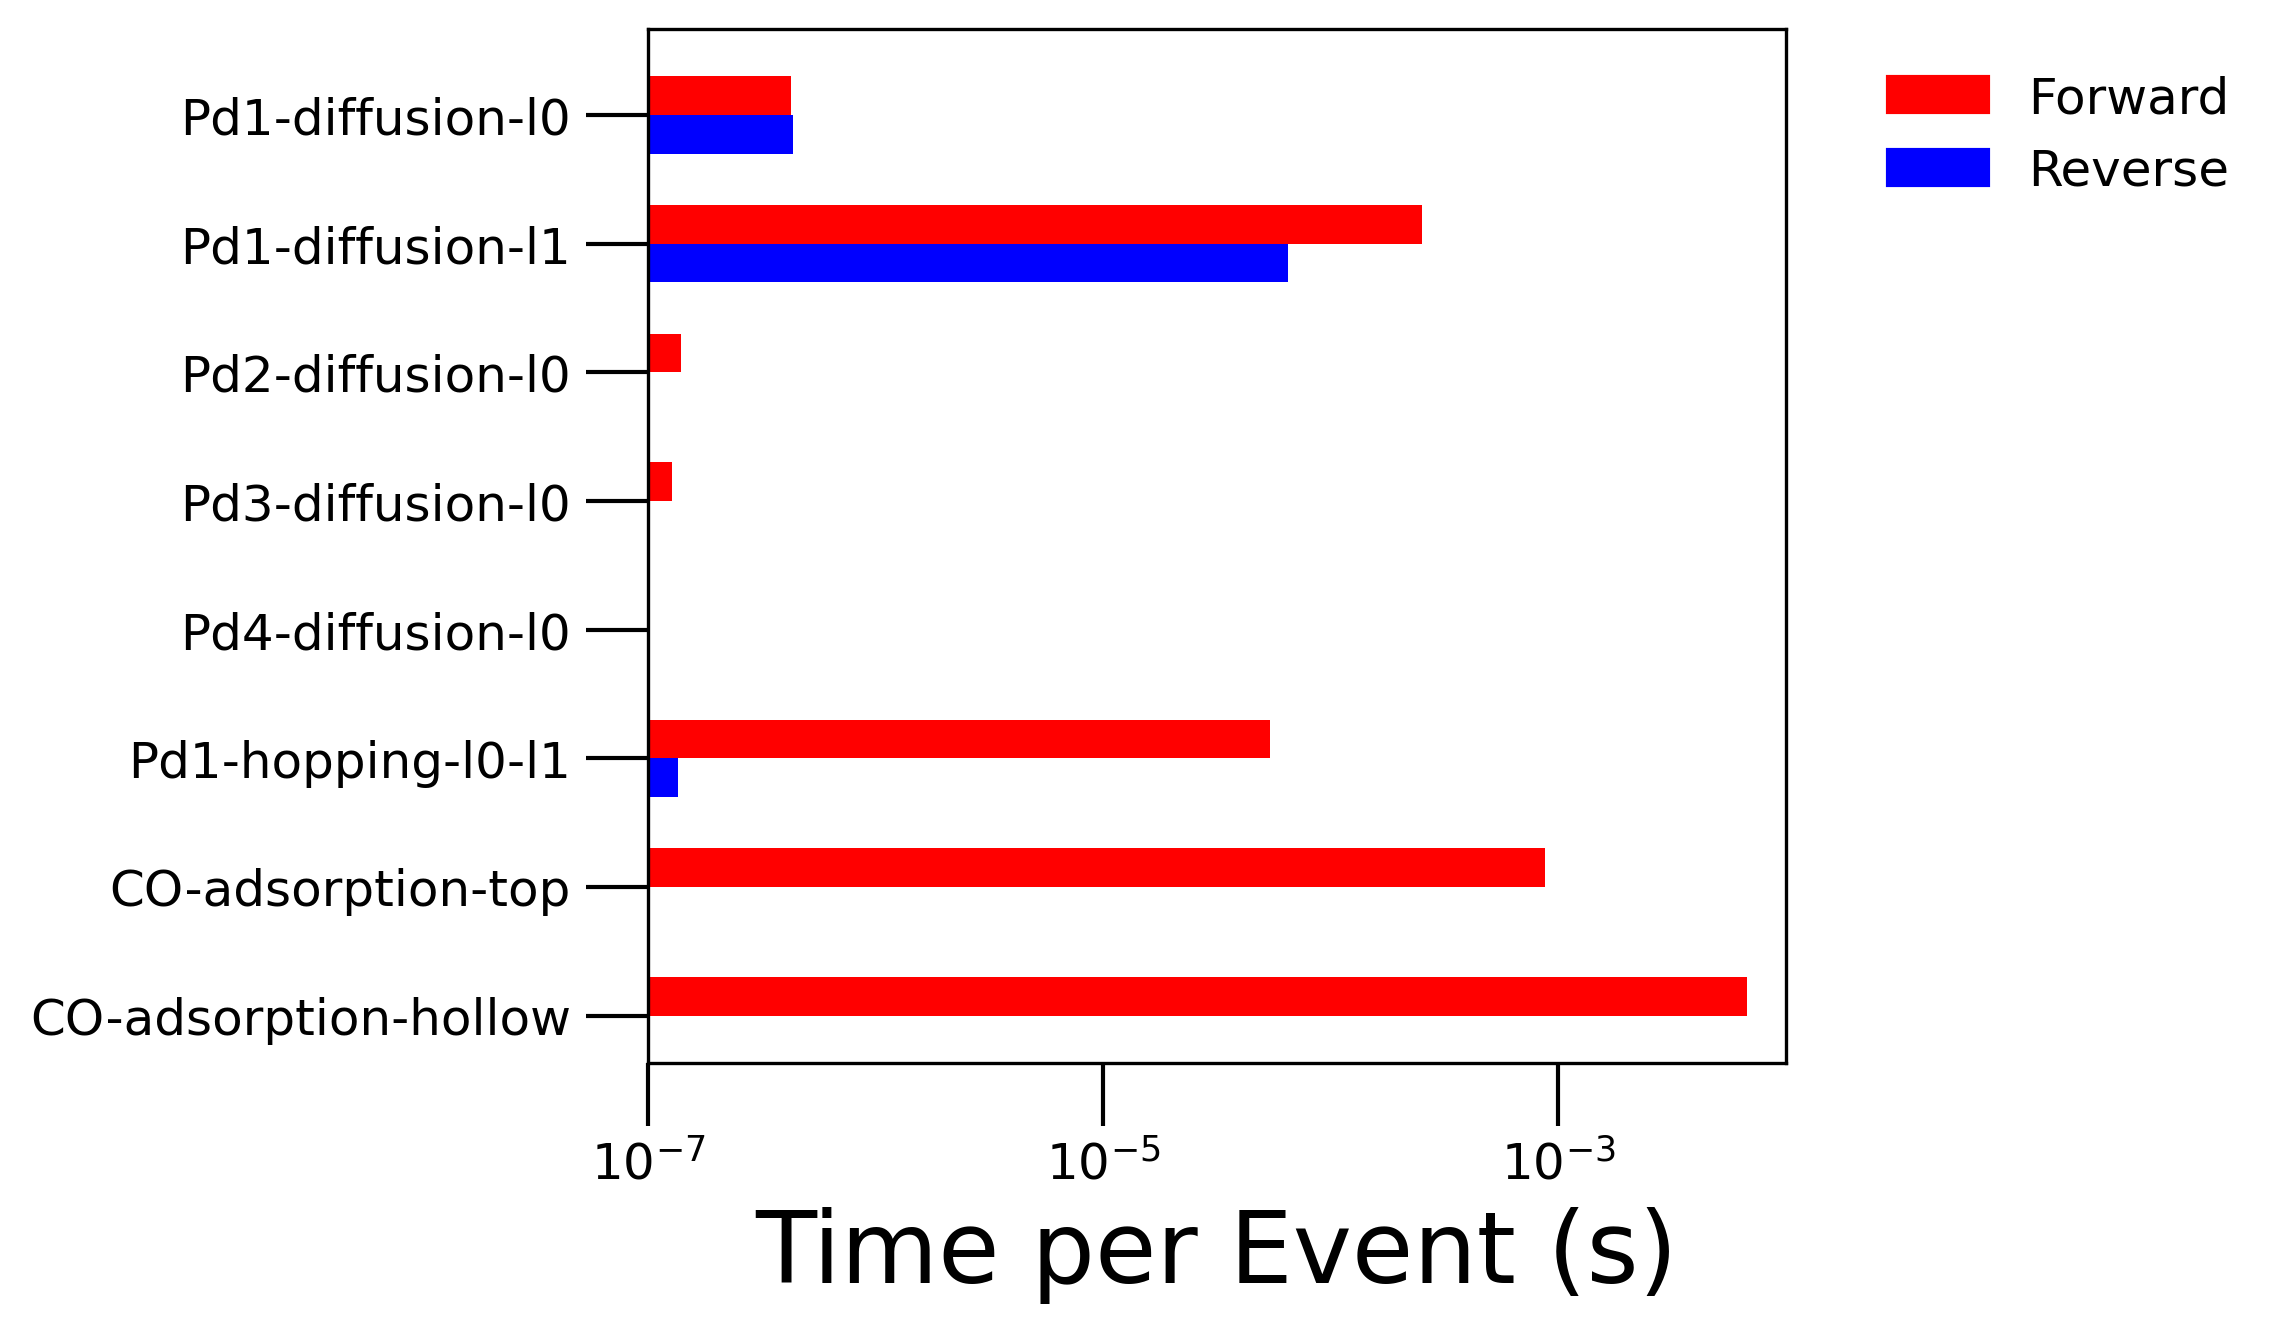 Pd1-diffusion-l0
Pd1-diffusion-l1
Pd2-diffusion-l0
Pd3-diffusion-l0
Pd4-diffusion-l0
Pd1-hopping-l0-l1
CO-adsorption-top
CO-adsorption-hollow
10⁻⁷ 10⁻⁵ 10⁻³
Time per Event (s)
Forward
Reverse